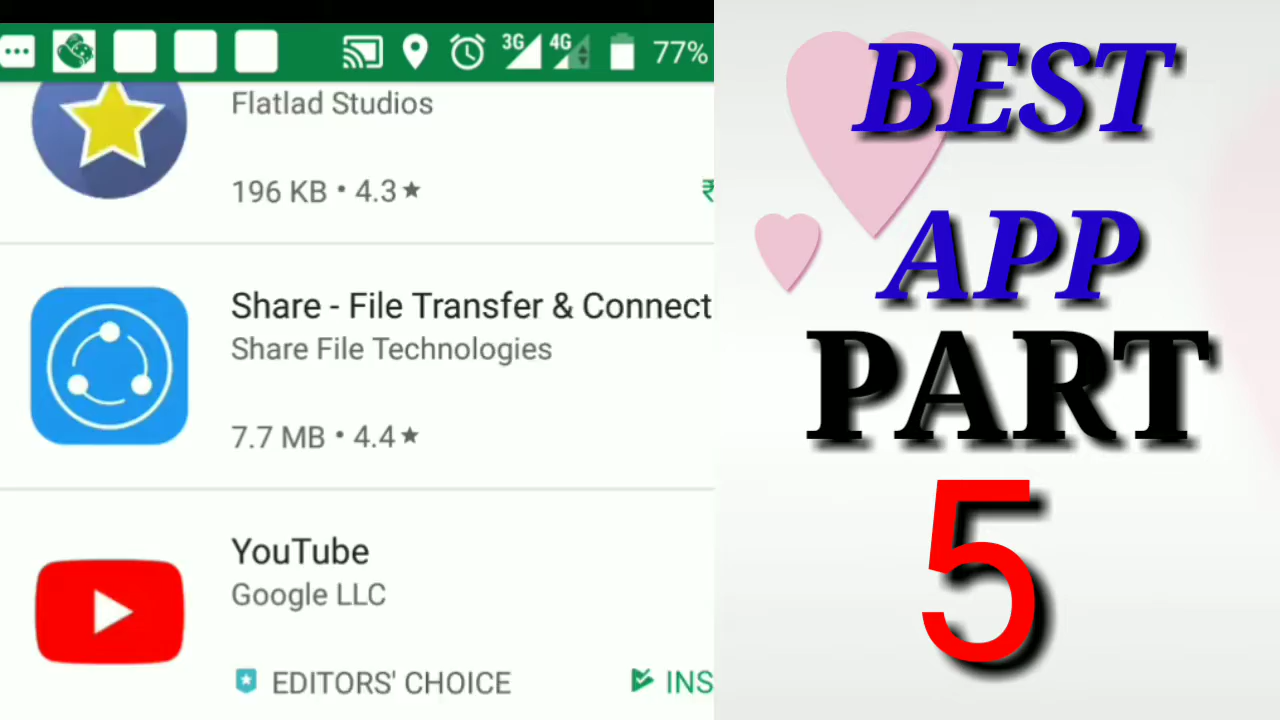 3G 4G 77%
Flatlad Studios
196 KB • 4.3★
₹
Share - File Transfer & Connect
Share File Technologies
7.7 MB • 4.4★
YouTube
Google LLC
EDITORS' CHOICE INS
BEST
APP
PART
5